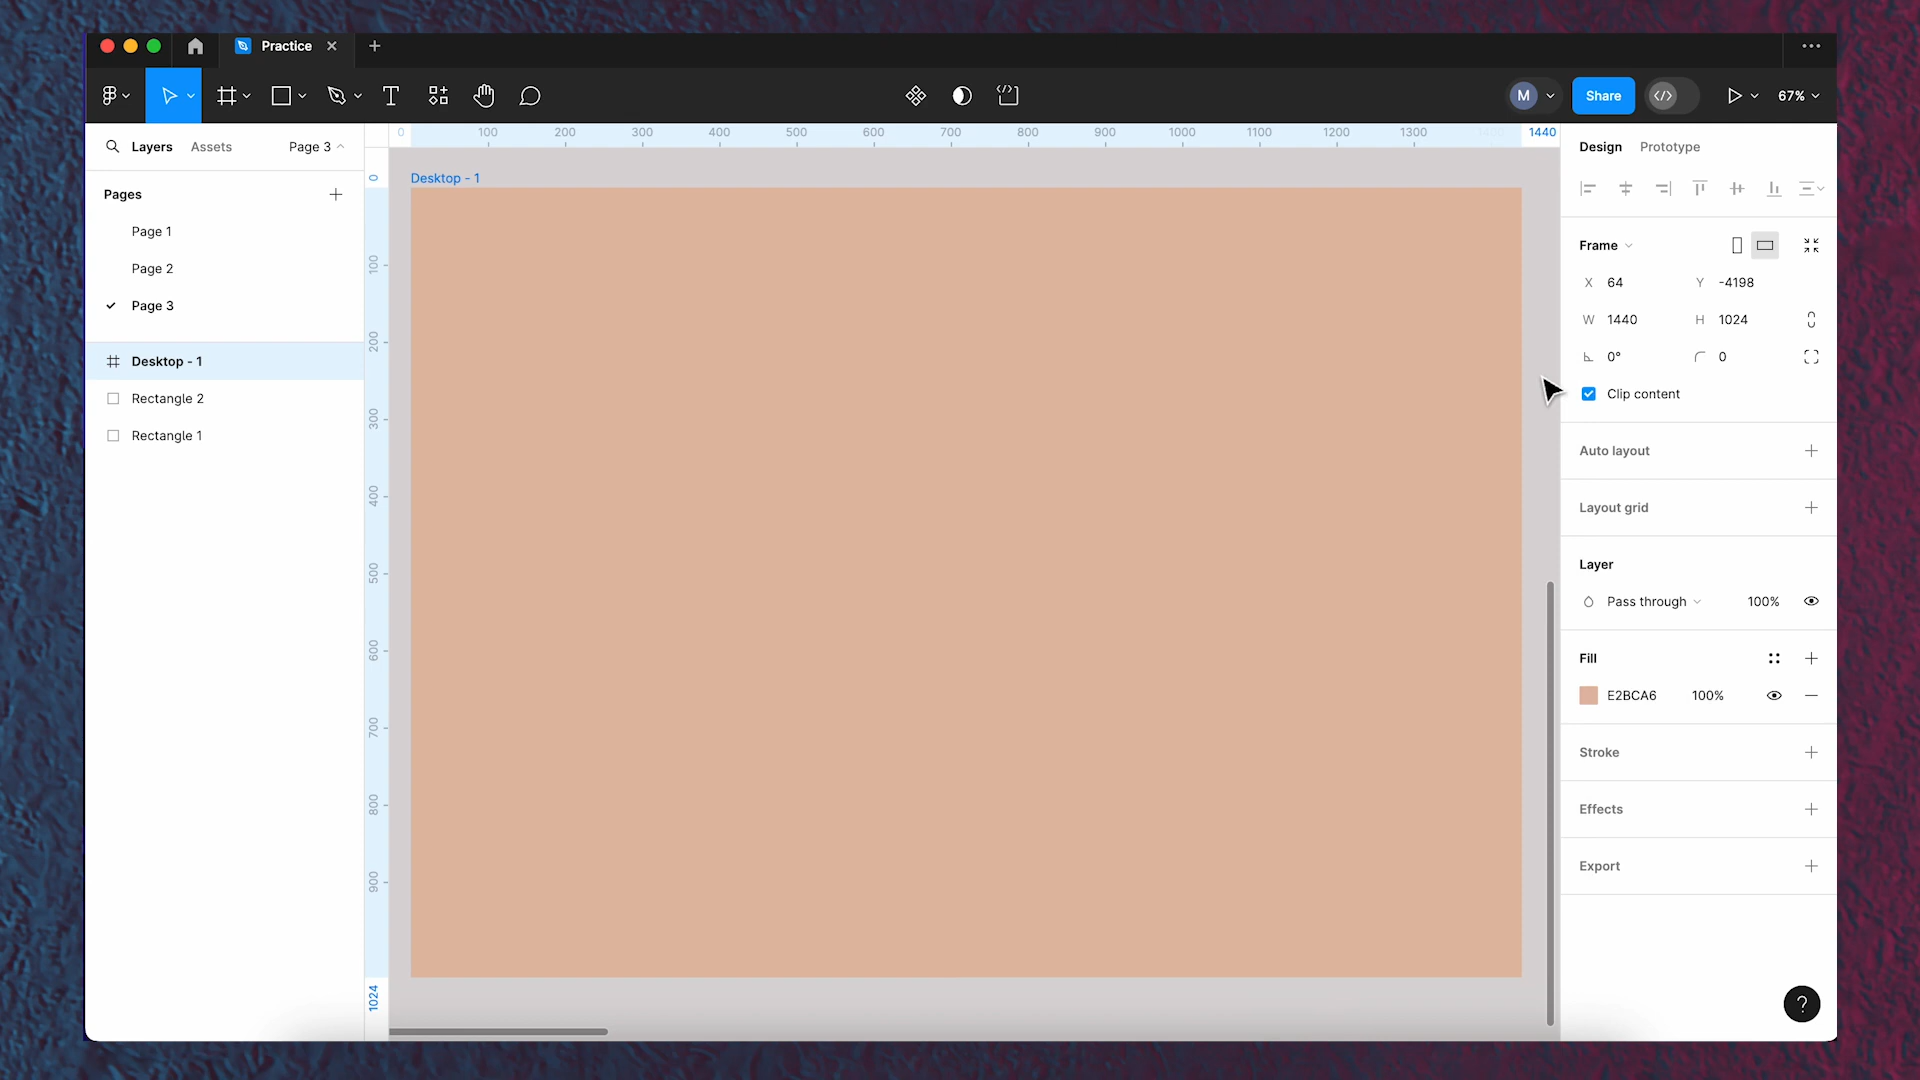 Practice
M
Share
67%
Layers Assets Page 3
Pages
Page 1
Page 2
Page 3
Desktop - 1
Rectangle 2
Rectangle 1
0 100 200 300 400 500 600 700 800 900 1000 1100 1200 1300 1400 1440
0
100
200
300
400
500
600
700
800
900
1024
Desktop - 1
Design Prototype
Frame
X 64 Y -4198
W 1440 H 1024
0° 0
Clip content
Auto layout
Layout grid
Layer
Pass through 100%
Fill
E2BCA6 100%
Stroke
Effects
Export
?